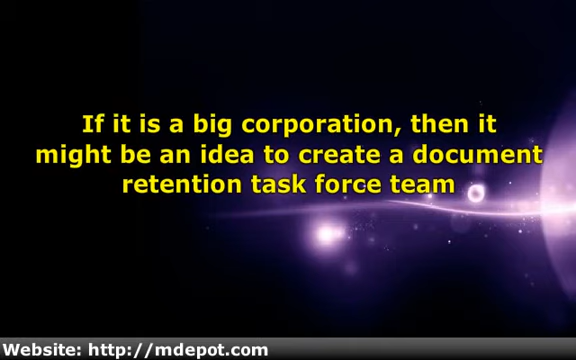 If it is a big corporation, then it
might be an idea to create a document
retention task force team
Website: http://mdepot.com